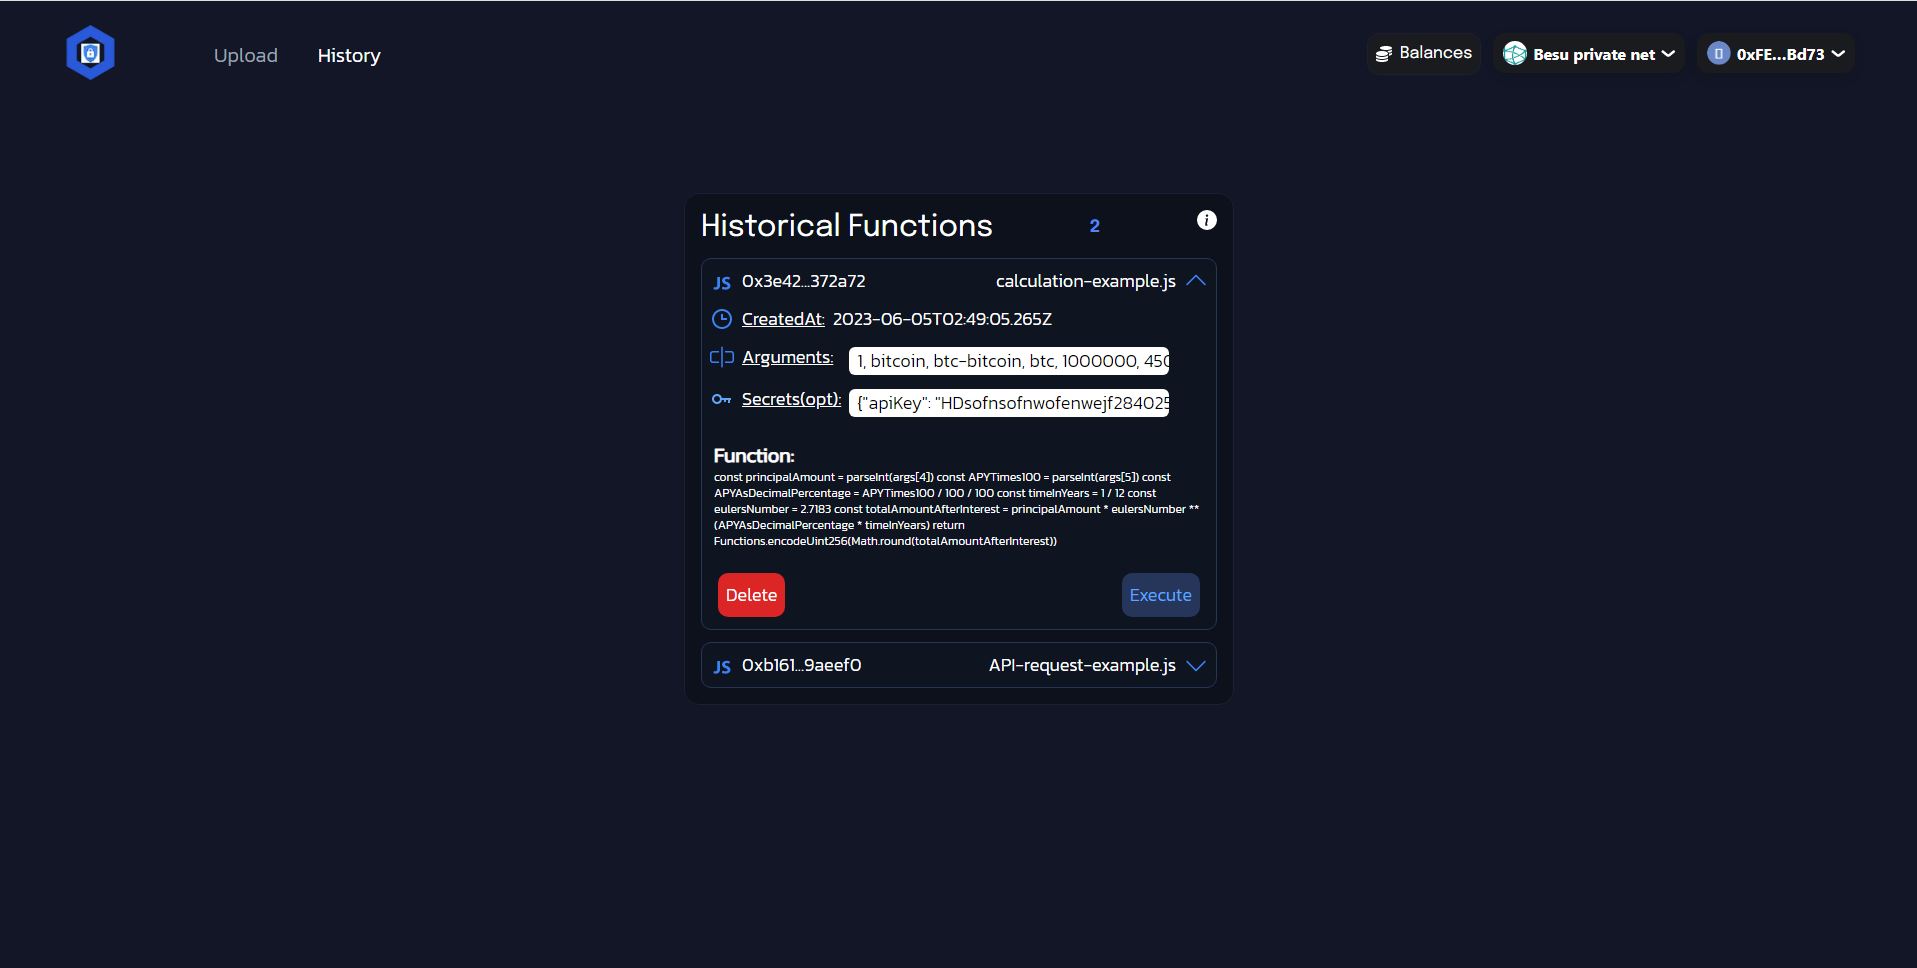 Upload
History
Balances
Besu private net
0xFE...Bd73
Historical Functions
2
JS 0x3e42...372a72 calculation-example.js
CreatedAt: 2023-06-05T02:49:05.265Z
Arguments: 1, bitcoin, btc-bitcoin, btc, 1000000, 450
Secrets(opt): {"apiKey": "HDsofnsofnwofenwejf284025
Function:
const principalAmount = parseInt(args[4]) const APYTimes100 = parseInt(args[5]) const
APYAsDecimalPercentage = APYTimes100 / 100 / 100 const timeInYears = 1 / 12 const
eulersNumber = 2.7183 const totalAmountAfterInterest = principalAmount * eulersNumber **
(APYAsDecimalPercentage * timeInYears) return
Functions.encodeUint256(Math.round(totalAmountAfterInterest))
Delete
Execute
JS 0xb161...9aeef0 API-request-example.js